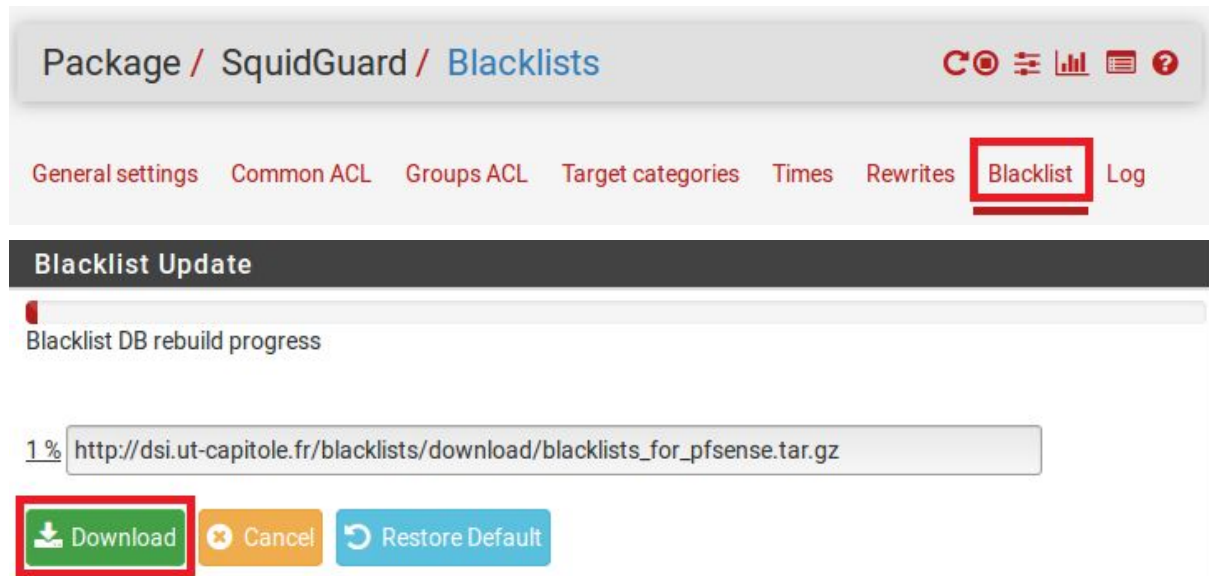 Package / SquidGuard / Blacklists
General settings Common ACL Groups ACL Target categories Times Rewrites Blacklist Log
Blacklist Update
Blacklist DB rebuild progress
1 % http://dsi.ut-capitole.fr/blacklists/download/blacklists_for_pfsense.tar.gz
Download Cancel Restore Default